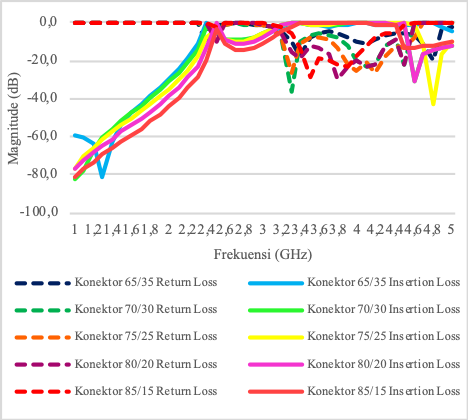 0,0
-20,0
-40,0
-60,0
-80,0
-100,0
Magnitude (dB)
1 1,2 1,4 1,6 1,8 2 2,2 2,4 2,6 2,8 3 3,2 3,4 3,6 3,8 4 4,2 4,4 4,6 4,8 5
Frekuensi (GHz)
Konektor 65/35 Return Loss Konektor 65/35 Insertion Loss
Konektor 70/30 Return Loss Konektor 70/30 Insertion Loss
Konektor 75/25 Return Loss Konektor 75/25 Insertion Loss
Konektor 80/20 Return Loss Konektor 80/20 Insertion Loss
Konektor 85/15 Return Loss Konektor 85/15 Insertion Loss